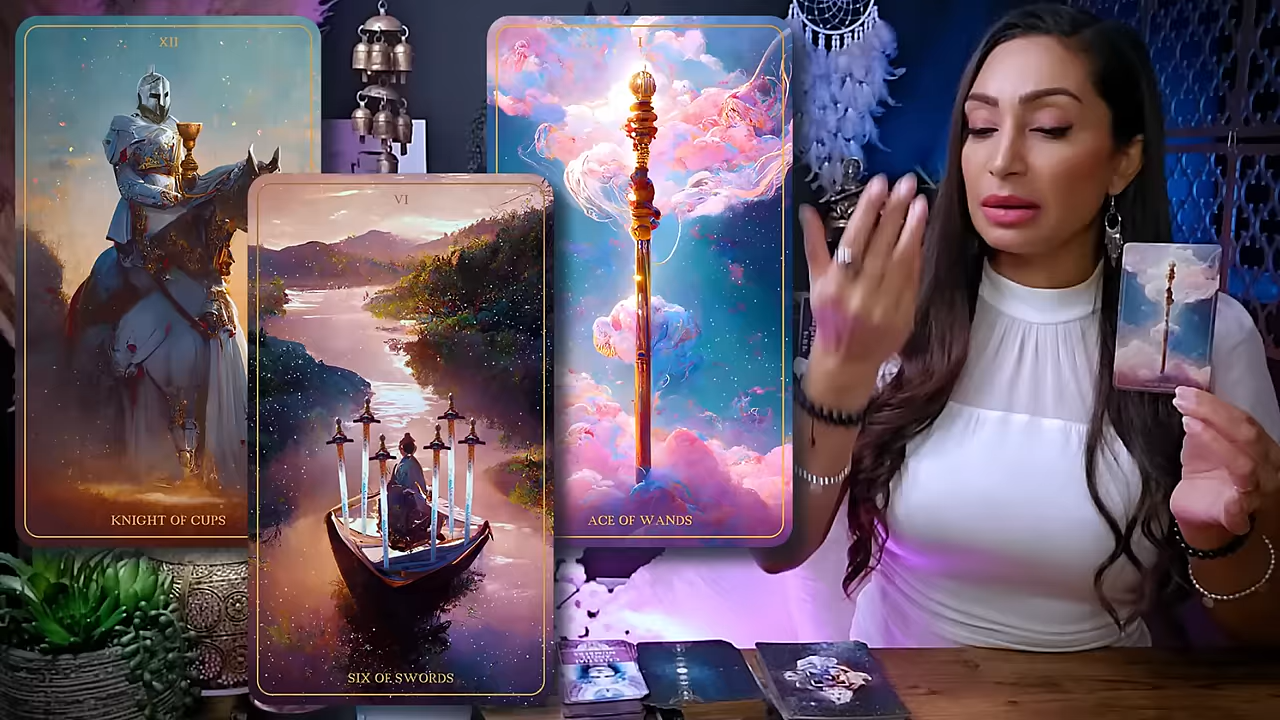 XII
KNIGHT OF CUPS
VI
SIX OF SWORDS
I
ACE OF WANDS